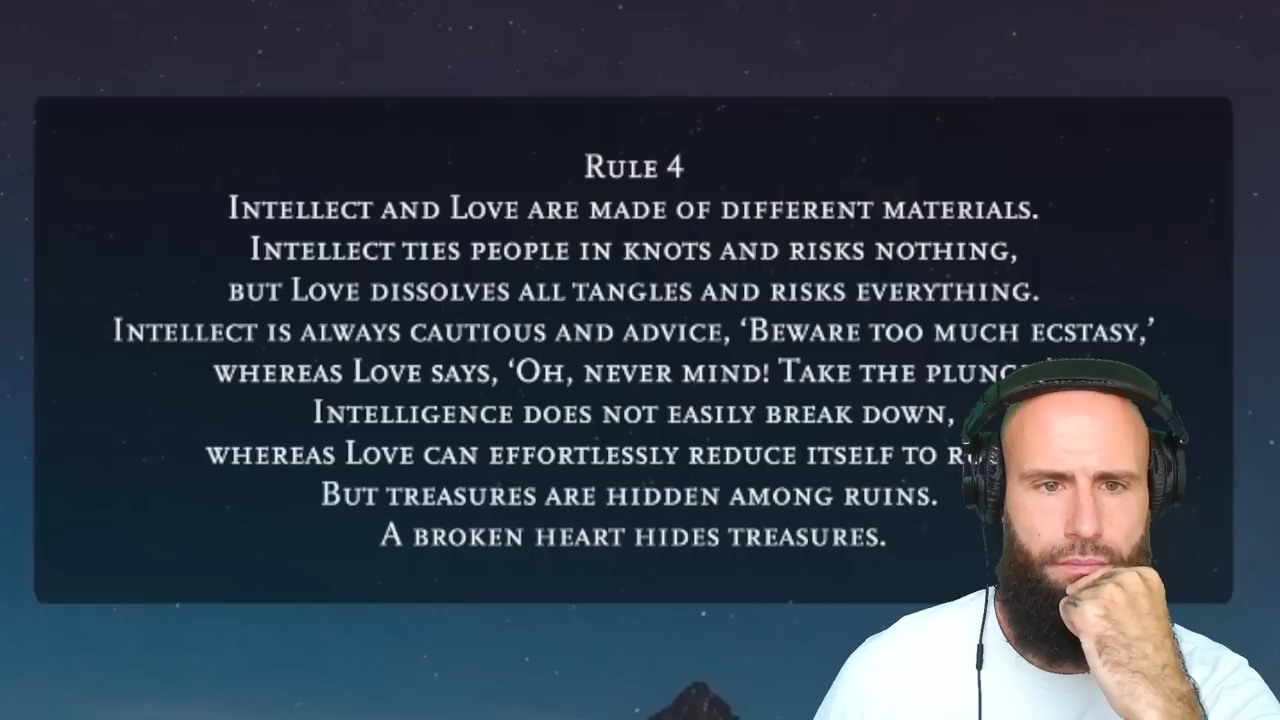 Rule 4
Intellect and Love are made of different materials.
Intellect ties people in knots and risks nothing,
but Love dissolves all tangles and risks everything.
Intellect is always cautious and advice, ‘Beware too much ecstasy,’
whereas Love says, ‘Oh, never mind! Take the
Intelligence does not easily break down,
whereas Love can effortlessly reduce itself to
But treasures are hidden among ruins.
A broken heart hides treasures.